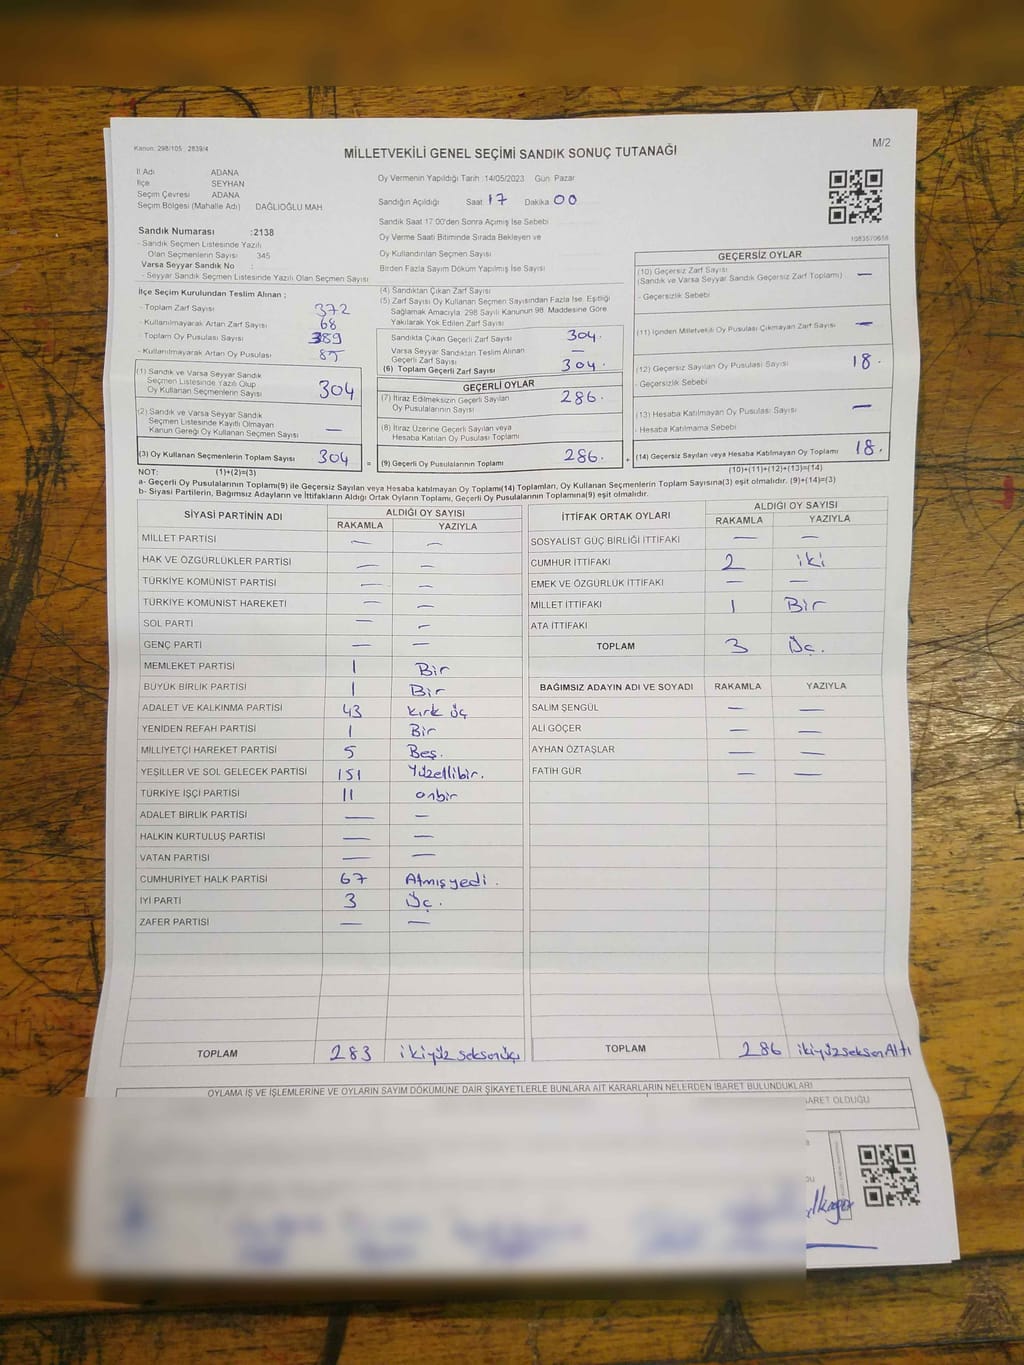 Kanun: 298/105 , 2839/4
M/2
MİLLETVEKİLİ GENEL SEÇİMİ SANDIK SONUÇ TUTANAĞI
İl Adı ADANA
İlçe SEYHAN
Seçim Çevresi ADANA
Seçim Bölgesi (Mahalle Adı) DAĞLIOĞLU MAH.
Sandık Numarası :2138
- Sandık Seçmen Listesinde Yazılı
Olan Seçmenlerin Sayısı 345
Varsa Seyyar Sandık No :
- Seyyar Sandık Seçmen Listesinde Yazılı Olan Seçmen Sayısı
Oy Vermenin Yapıldığı Tarih :14/05/2023 Gün: Pazar
Sandığın Açıldığı Saat 17 Dakika 00
Sandık Saat 17:00'den Sonra Açımış İse Sebebi
Oy Verme Saati Bitiminde Sırada Bekleyen ve
Oy Kullandırılan Seçmen Sayısı
Birden Fazla Sayım Döküm Yapılmış İse Sayısı
1083570656
İlçe Seçim Kurulundan Teslim Alınan ;
- Toplam Zarf Sayısı 372
- Kullanılmayarak Artan Zarf Sayısı 68
- Toplam Oy Pusulası Sayısı 389
- Kullanılmayarak Artan Oy Pusulası 85
(1) Sandık ve Varsa Seyyar Sandık
Seçmen Listesinde Yazılı Olup
Oy Kullanan Seçmenlerin Sayısı 304
(2) Sandık ve Varsa Seyyar Sandık
Seçmen Listesinde Kayıtlı Olmayan
Kanun Gereği Oy Kullanan Seçmen Sayısı —
(3) Oy Kullanan Seçmenlerin Toplam Sayısı 304 =
(4) Sandıktan Çıkan Zarf Sayısı
(5) Zarf Sayısı Oy Kullanan Seçmen Sayısından Fazla İse, Eşitliği
Sağlamak Amacıyla, 298 Sayılı Kanunun 98. Maddesine Göre
Yakılarak Yok Edilen Zarf Sayısı
Sandıkta Çıkan Geçerli Zarf Sayısı 304.
Varsa Seyyar Sandıktan Teslim Alınan
Geçerli Zarf Sayısı —
(6) Toplam Geçerli Zarf Sayısı 304.
GEÇERLİ OYLAR
(7) İtiraz Edilmeksizin Geçerli Sayılan
Oy Pusulalarının Sayısı 286.
(8) İtiraz Üzerine Geçerli Sayılan veya
Hesaba Katılan Oy Pusulası Toplamı
(9) Geçerli Oy Pusulalarının Toplamı 286. +
GEÇERSİZ OYLAR
(10) Geçersiz Zarf Sayısı —
(Sandık ve Varsa Seyyar Sandık Geçersiz Zarf Toplamı)
- Geçersizlik Sebebi
(11) İçinden Milletvekili Oy Pusulası Çıkmayan Zarf Sayısı —
(12) Geçersiz Sayılan Oy Pusulası Sayısı 18.
- Geçersizlik Sebebi
(13) Hesaba Katılmayan Oy Pusulası Sayısı —
- Hesaba Katılmama Sebebi
(14) Geçersiz Sayılan veya Hesaba Katılmayan Oy Toplamı 18.
NOT: (1)+(2)=(3)
(10)+(11)+(12)+(13)=(14)
a- Geçerli Oy Pusulalarının Toplamı(9) ile Geçersiz Sayılan veya Hesaba Katılmayan Oy Toplamı(14) Toplamları, Oy Kullanan Seçmenlerin Toplam Sayısına(3) eşit olmalıdır. (9)+(14)=(3)
b- Siyasi Partilerin, Bağımsız Adayların ve İttifakların Aldığı Ortak Oyların Toplamı, Geçerli Oy Pusulalarının Toplamına(9) eşit olmalıdır.
SİYASİ PARTİNİN ADI ALDIĞI OY SAYISI
RAKAMLA YAZIYLA
MİLLET PARTİSİ — —
HAK VE ÖZGÜRLÜKLER PARTİSİ — —
TÜRKİYE KOMÜNİST PARTİSİ — —
TÜRKİYE KOMÜNİST HAREKETİ — —
SOL PARTİ — —
GENÇ PARTİ — —
MEMLEKET PARTİSİ 1 Bir
BÜYÜK BİRLİK PARTİSİ 1 Bir
ADALET VE KALKINMA PARTİSİ 43 kırk üç
YENİDEN REFAH PARTİSİ 1 Bir
MİLLİYETÇİ HAREKET PARTİSİ 5 Beş.
YEŞİLLER VE SOL GELECEK PARTİSİ 151 Yüzellibir.
TÜRKİYE İŞÇİ PARTİSİ 11 onbir
ADALET BİRLİK PARTİSİ — —
HALKIN KURTULUŞ PARTİSİ — —
VATAN PARTİSİ — —
CUMHURİYET HALK PARTİSİ 67 Atmışyedi.
İYİ PARTİ 3 Üç.
ZAFER PARTİSİ — —
TOPLAM 283 ikiyüz seksenüçı
İTTİFAK ORTAK OYLARI ALDIĞI OY SAYISI
RAKAMLA YAZIYLA
SOSYALİST GÜÇ BİRLİĞİ İTTİFAKI — —
CUMHUR İTTİFAKI 2 iki
EMEK VE ÖZGÜRLÜK İTTİFAKI — —
MİLLET İTTİFAKI 1 Bir
ATA İTTİFAKI
TOPLAM 3 Üç.
BAĞIMSIZ ADAYIN ADI VE SOYADI RAKAMLA YAZIYLA
SALİM ŞENGÜL — —
ALİ GÖÇER — —
AYHAN ÖZTAŞLAR — —
FATİH GÜR — —
TOPLAM 286 ikiyüzseksenAltı
OYLAMA İŞ VE İŞLEMLERİNE VE OYLARIN SAYIM DÖKÜMÜNE DAİR ŞİKAYETLERLE BUNLARA AİT KARARLARIN NELERDEN İBARET BULUNDUKLARI
BARET OLDUĞU